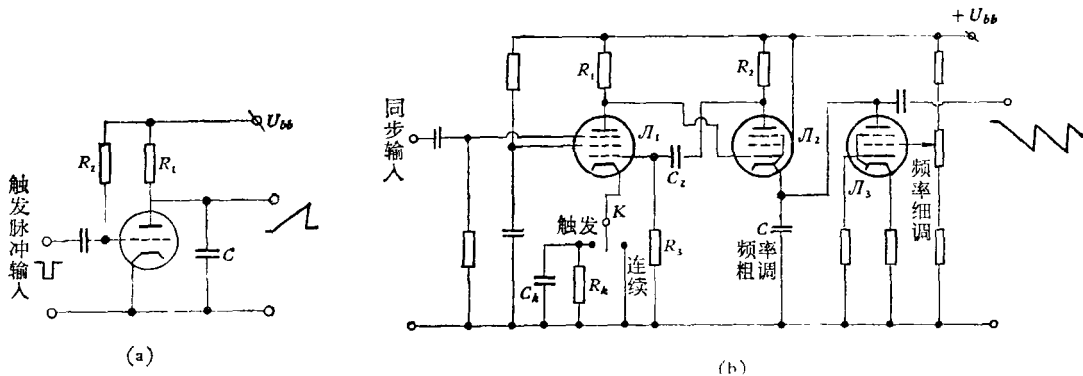 触发脉冲输入
R₂
R₁
U_bb
C
(a)
同步输入
R₁
R₂
+ U_bb
Л₁
Л₂
Л₃
C₂
K
触发
连续
R₃
C_k
R_k
C
频率粗调
频率细调
(b)